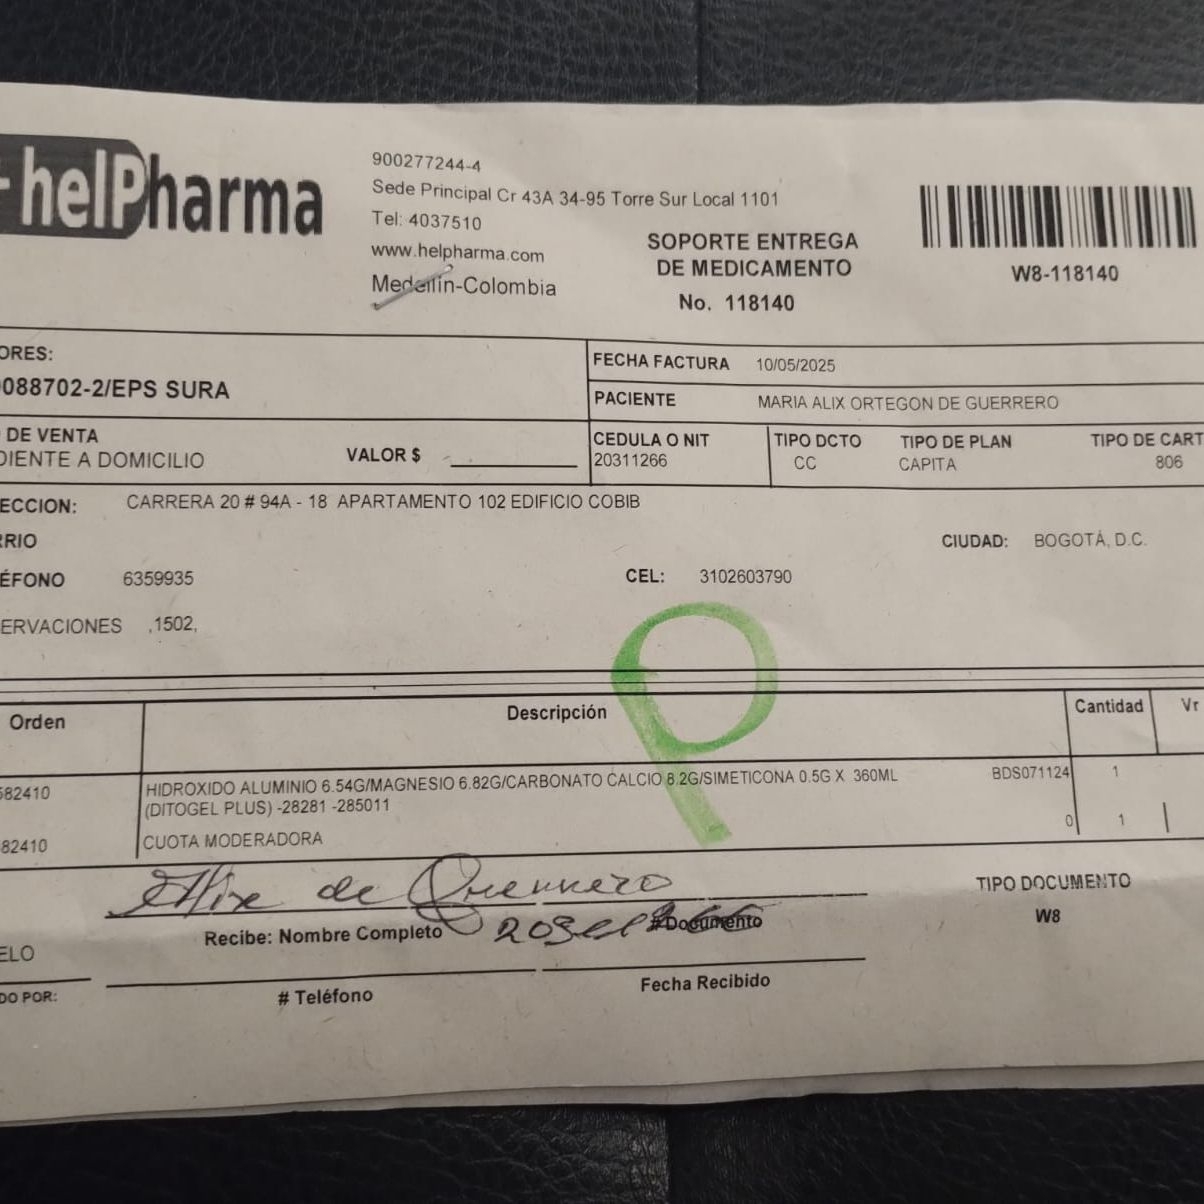 helPharma
900277244-4
Sede Principal Cr 43A 34-95 Torre Sur Local 1101
Tel: 4037510
www.helpharma.com
Medellín-Colombia
SOPORTE ENTREGA
DE MEDICAMENTO
No. 118140
W8-118140
ORES:
088702-2/EPS SURA
FECHA FACTURA 10/05/2025
PACIENTE MARIA ALIX ORTEGON DE GUERRERO
DE VENTA
DIENTE A DOMICILIO VALOR $
CEDULA O NIT TIPO DCTO TIPO DE PLAN TIPO DE CART
20311266 CC CAPITA 806
ECCION: CARRERA 20 # 94A - 18 APARTAMENTO 102 EDIFICIO COBIB
RRIO CIUDAD: BOGOTÁ, D.C.
ÉFONO 6359935 CEL: 3102603790
ERVACIONES ,1502,
P
Orden Descripción Cantidad Vr
582410 HIDROXIDO ALUMINIO 6.54G/MAGNESIO 6.82G/CARBONATO CALCIO 8.2G/SIMETICONA 0.5G X 360ML BDS071124 1
(DITOGEL PLUS) -28281 -285011
82410 CUOTA MODERADORA 0 1
Alix de Guerrero
TIPO DOCUMENTO
W8
Recibe: Nombre Completo #Documento
ELO
DO POR: # Teléfono Fecha Recibido